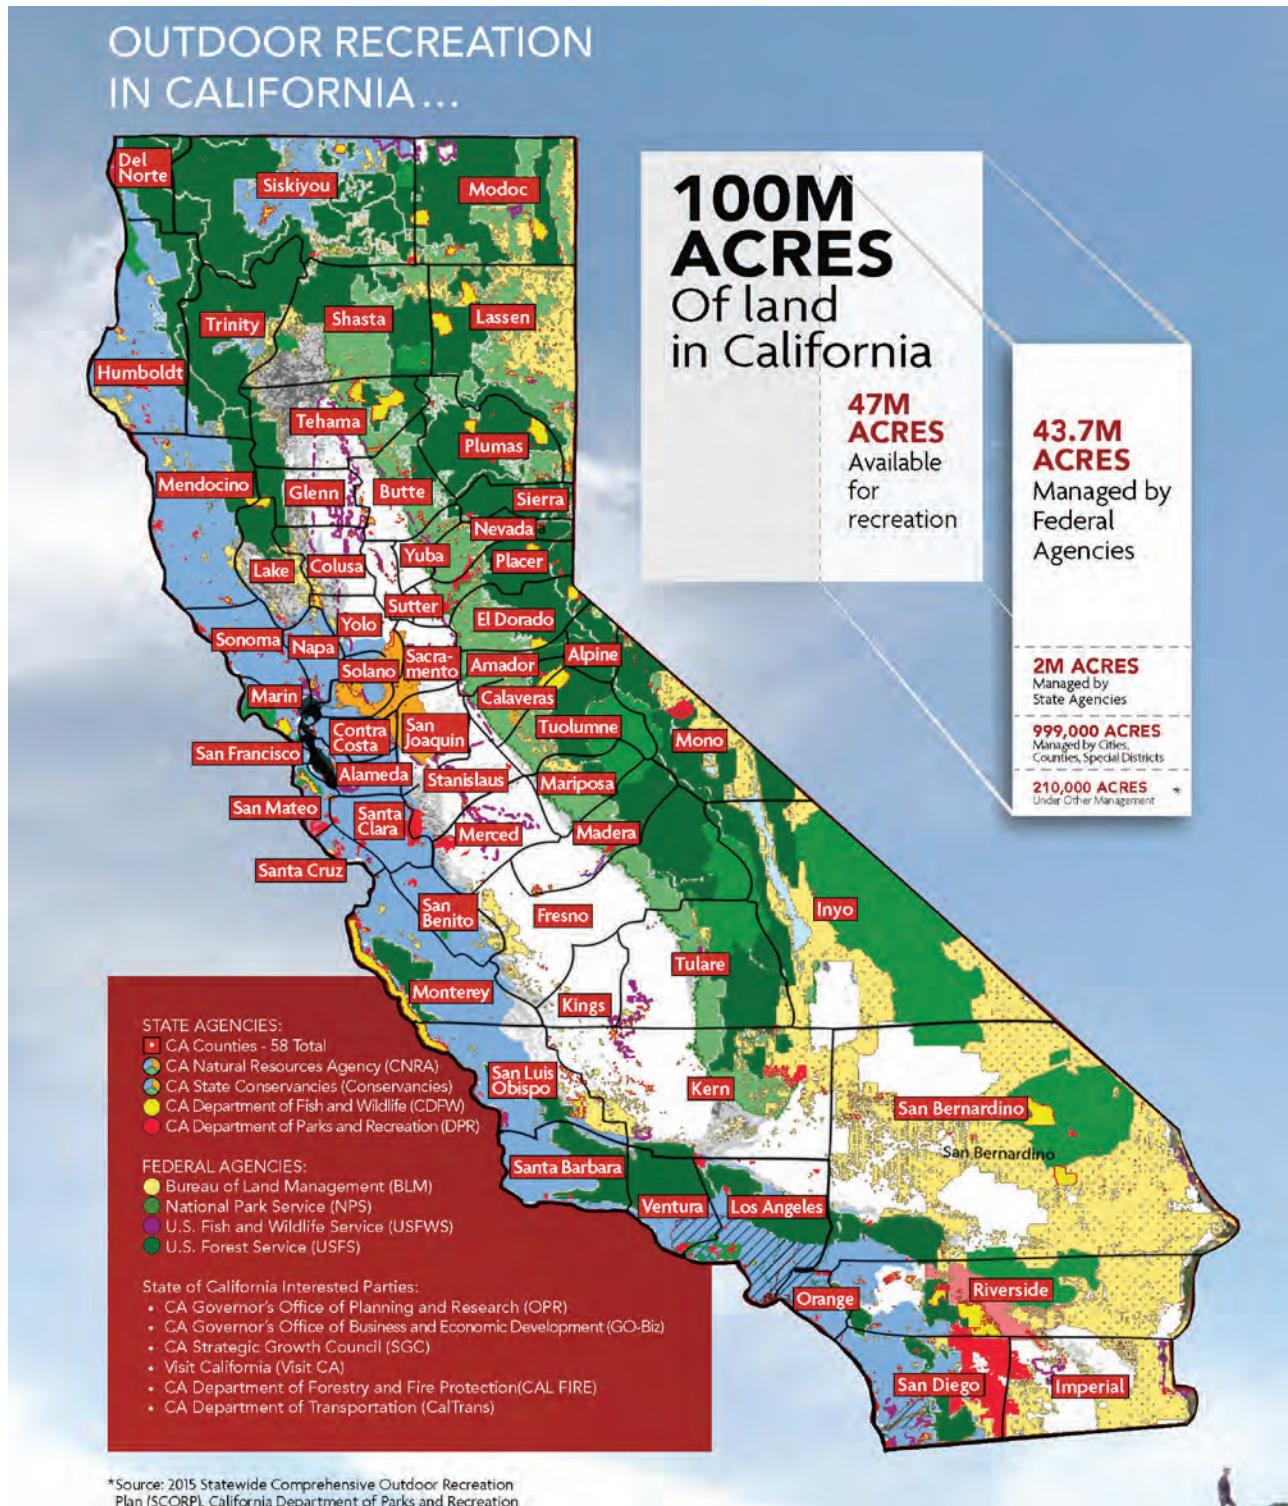 OUTDOOR RECREATION
IN CALIFORNIA...
Del
Norte
Siskiyou
Modoc
Trinity
Shasta
Lassen
Humboldt
Tehama
Plumas
Mendocino
Glenn
Butte
Sierra
Nevada
Lake
Colusa
Yuba
Placer
Sutter
Yolo
El Dorado
Sonoma
Napa
Solano
Sacra-
mento
Amador
Alpine
Marin
Calaveras
Contra
Costa
San
Joaquin
Tuolumne
Mono
San Francisco
Alameda
Stanislaus
Mariposa
San Mateo
Santa
Clara
Merced
Madera
Santa Cruz
San
Benito
Fresno
Inyo
Tulare
Monterey
Kings
San Luis
Obispo
Kern
San Bernardino
San Bernardino
Santa Barbara
Ventura
Los Angeles
Orange
Riverside
San Diego
Imperial
100M
ACRES
Of land
in California
47M
ACRES
Available
for
recreation
43.7M
ACRES
Managed by
Federal
Agencies
2M ACRES
Managed by
State Agencies
999,000 ACRES
Managed by Cities,
Counties, Special Districts
210,000 ACRES *
Under Other Management
STATE AGENCIES:
CA Counties - 58 Total
CA Natural Resources Agency (CNRA)
CA State Conservancies (Conservancies)
CA Department of Fish and Wildlife (CDFW)
CA Department of Parks and Recreation (DPR)
FEDERAL AGENCIES:
Bureau of Land Management (BLM)
National Park Service (NPS)
U.S. Fish and Wildlife Service (USFWS)
U.S. Forest Service (USFS)
State of California Interested Parties:
• CA Governor's Office of Planning and Research (OPR)
• CA Governor's Office of Business and Economic Development (GO-Biz)
• CA Strategic Growth Council (SGC)
• Visit California (Visit CA)
• CA Department of Forestry and Fire Protection(CAL FIRE)
• CA Department of Transportation (CalTrans)
*Source: 2015 Statewide Comprehensive Outdoor Recreation
Plan (SCORP), California Department of Parks and Recreation